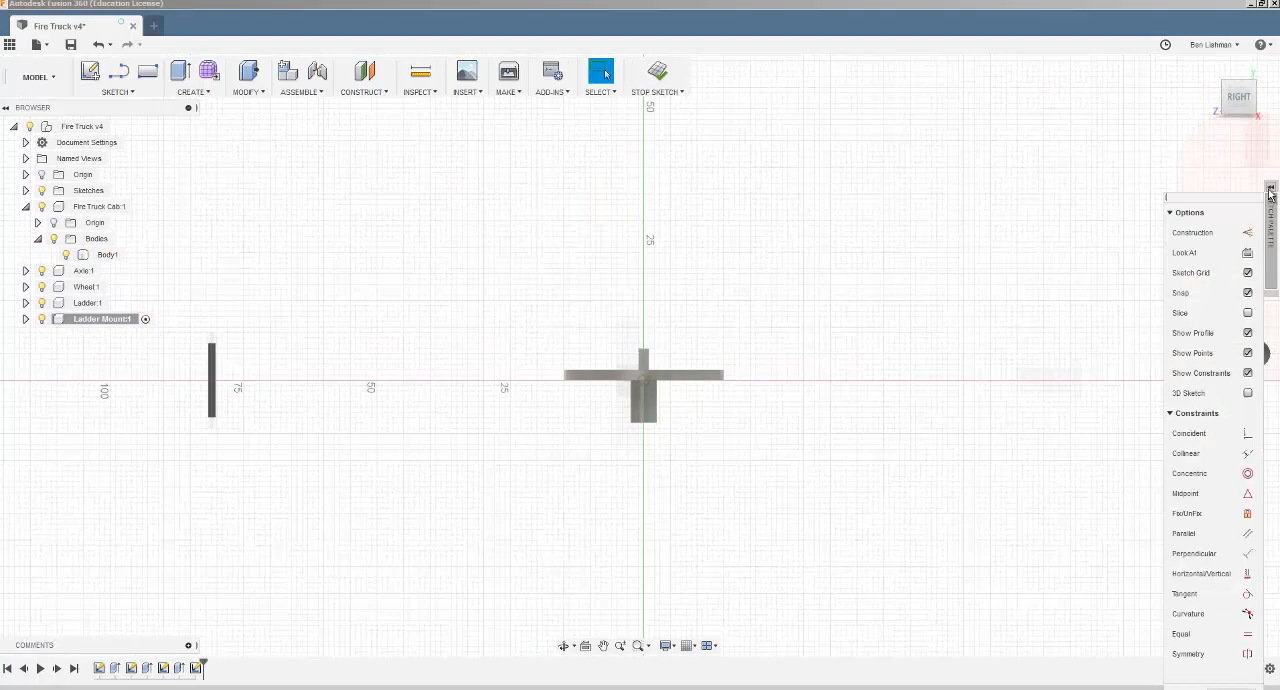 Autodesk Fusion 360 (Education License)
Fire Truck v4*
Ben Lishman
MODEL
SKETCH
CREATE
MODIFY
ASSEMBLE
CONSTRUCT
INSPECT
INSERT
MAKE
ADD-INS
SELECT
STOP SKETCH
BROWSER
Fire Truck v4
Document Settings
Named Views
Origin
Sketches
Fire Truck Cab:1
Origin
Bodies
Body1
Axle:1
Wheel:1
Ladder:1
Ladder Mount:1
50
25
100
75
50
25
RIGHT
Y
Z
X
Options
Construction
Look At
Sketch Grid
Snap
Slice
Show Profile
Show Points
Show Constraints
3D Sketch
Constraints
Coincident
Collinear
Concentric
Midpoint
Fix/UnFix
Parallel
Perpendicular
Horizontal/Vertical
Tangent
Curvature
Equal
Symmetry
COMMENTS